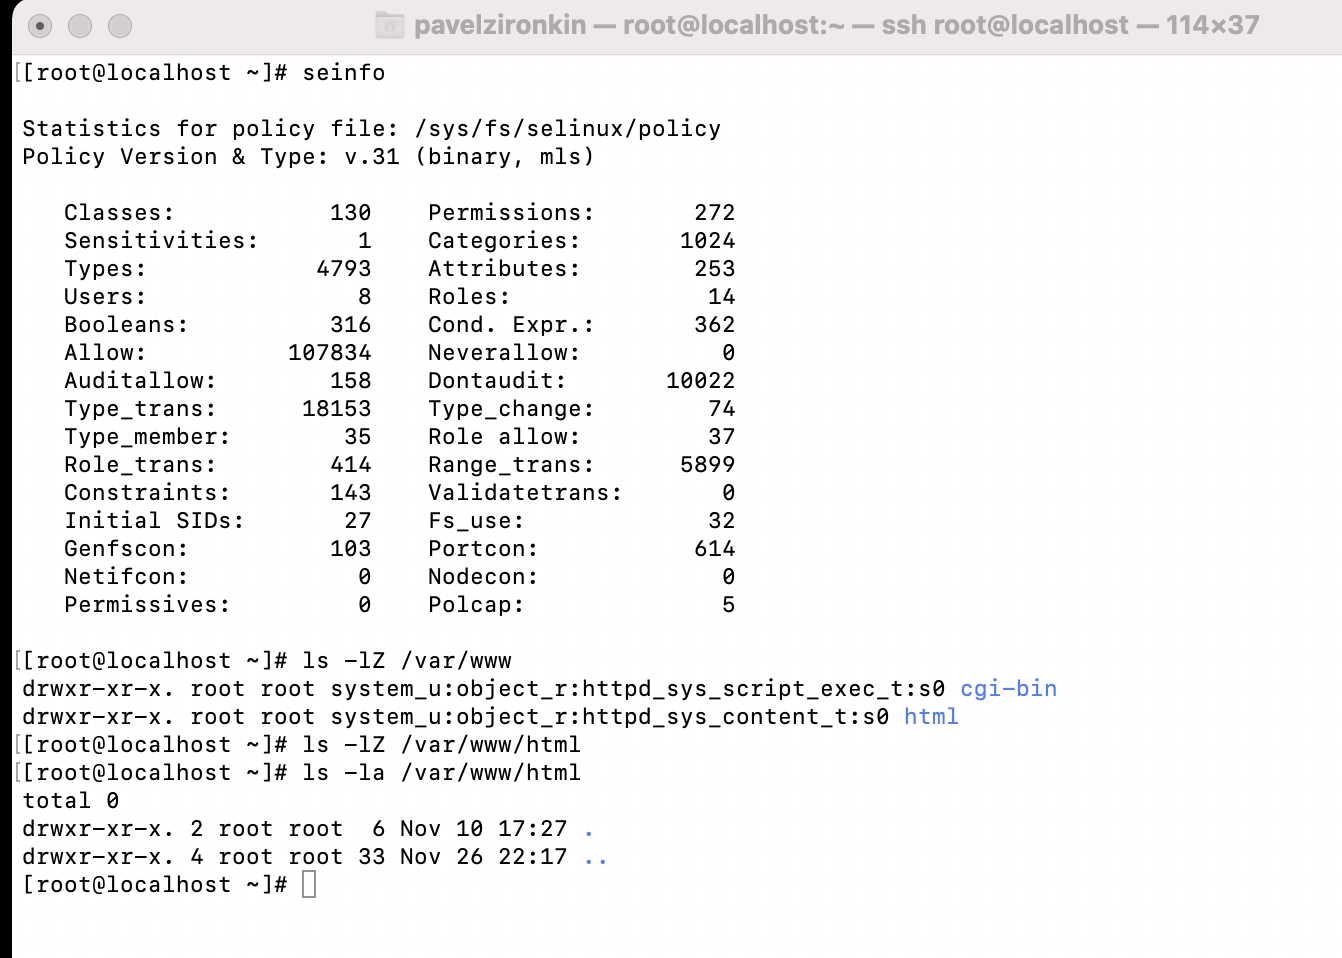 pavelzironkin — root@localhost:~ — ssh root@localhost — 114×37
[[root@localhost ~]# seinfo
Statistics for policy file: /sys/fs/selinux/policy
Policy Version & Type: v.31 (binary, mls)
Classes: 130 Permissions: 272
Sensitivities: 1 Categories: 1024
Types: 4793 Attributes: 253
Users: 8 Roles: 14
Booleans: 316 Cond. Expr.: 362
Allow: 107834 Neverallow: 0
Auditallow: 158 Dontaudit: 10022
Type_trans: 18153 Type_change: 74
Type_member: 35 Role allow: 37
Role_trans: 414 Range_trans: 5899
Constraints: 143 Validatetrans: 0
Initial SIDs: 27 Fs_use: 32
Genfscon: 103 Portcon: 614
Netifcon: 0 Nodecon: 0
Permissives: 0 Polcap: 5
[[root@localhost ~]# ls -lZ /var/www
drwxr-xr-x. root root system_u:object_r:httpd_sys_script_exec_t:s0 cgi-bin
drwxr-xr-x. root root system_u:object_r:httpd_sys_content_t:s0 html
[[root@localhost ~]# ls -lZ /var/www/html
[[root@localhost ~]# ls -la /var/www/html
total 0
drwxr-xr-x. 2 root root  6 Nov 10 17:27 .
drwxr-xr-x. 4 root root 33 Nov 26 22:17 ..
[root@localhost ~]#